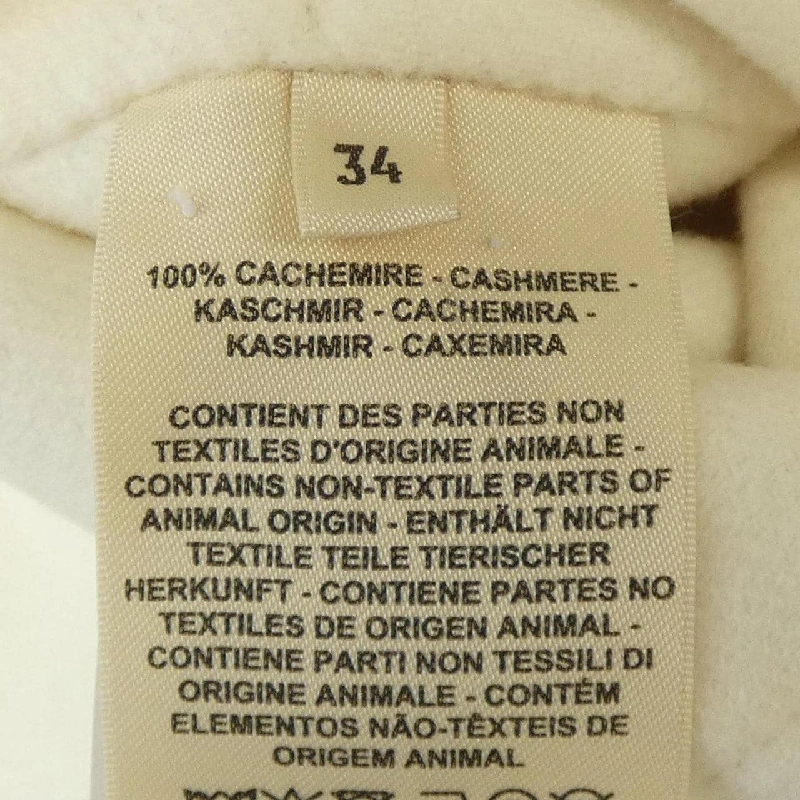 34
100% CACHEMIRE - CASHMERE -
KASCHMIR - CACHEMIRA -
KASHMIR - CAXEMIRA
CONTIENT DES PARTIES NON
TEXTILES D'ORIGINE ANIMALE -
CONTAINS NON-TEXTILE PARTS OF
ANIMAL ORIGIN - ENTHÄLT NICHT
TEXTILE TEILE TIERISCHER
HERKUNFT - CONTIENE PARTES NO
TEXTILES DE ORIGEN ANIMAL -
CONTIENE PARTI NON TESSILI DI
ORIGINE ANIMALE - CONTÉM
ELEMENTOS NÃO-TÊXTEIS DE
ORIGEM ANIMAL